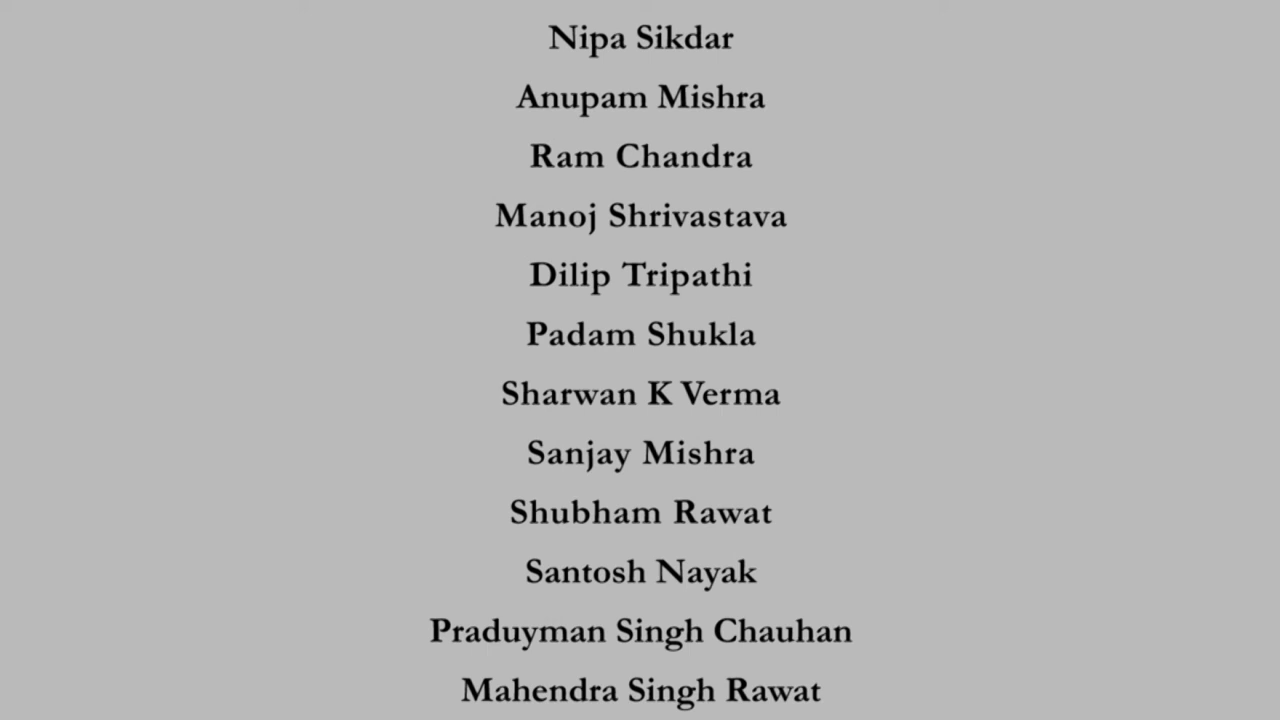 Nipa Sikdar
Anupam Mishra
Ram Chandra
Manoj Shrivastava
Dilip Tripathi
Padam Shukla
Sharwan K Verma
Sanjay Mishra
Shubham Rawat
Santosh Nayak
Praduyman Singh Chauhan
Mahendra Singh Rawat